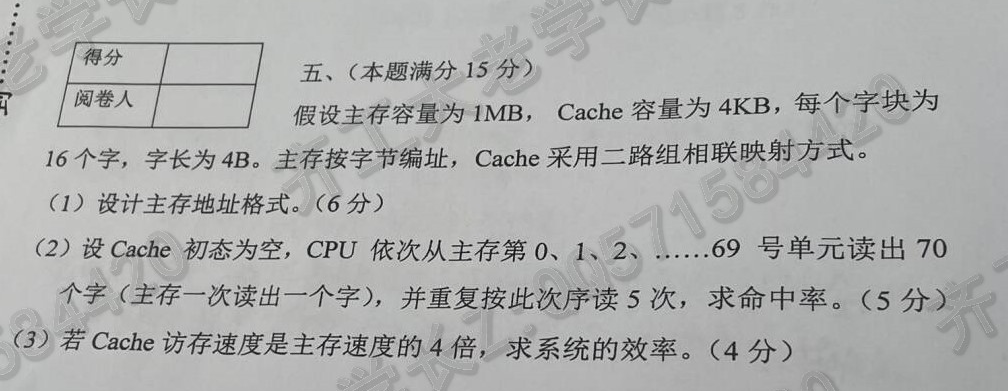 得分
阅卷人
五、(本题满分 15 分)
假设主存容量为 1MB， Cache 容量为 4KB，每个字块为
16 个字，字长为 4B。主存按字节编址，Cache 采用二路组相联映射方式。
(1) 设计主存地址格式。(6 分)
(2) 设 Cache 初态为空，CPU 依次从主存第 0、1、2、……69 号单元读出 70
个字（主存一次读出一个字），并重复按此次序读 5 次，求命中率。(5 分)
(3) 若 Cache 访存速度是主存速度的 4 倍，求系统的效率。(4 分)